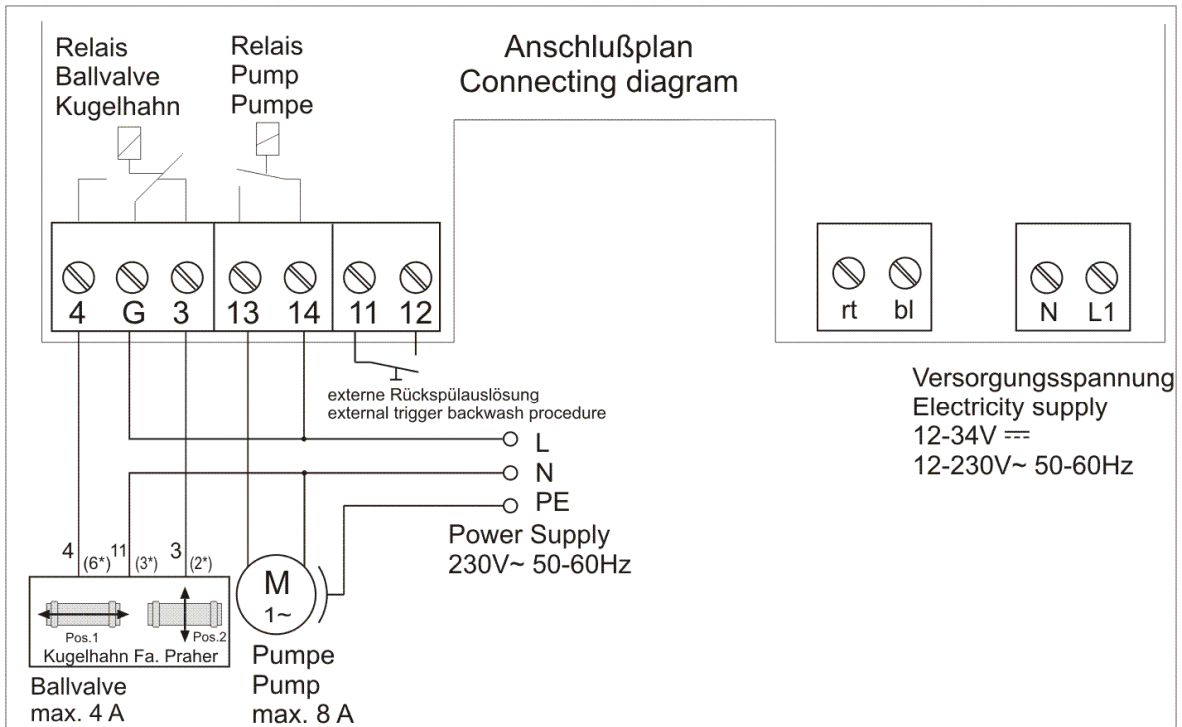 Anschlußplan
Connecting diagram
Relais
Ballvalve
Kugelhahn
Relais
Pump
Pumpe
4 G 3 13 14 11 12
rt bl
N L1
externe Rückspülauslösung
external trigger backwash procedure
L
N
PE
Power Supply
230V~ 50-60Hz
Versorgungsspannung
Electricity supply
12-34V ⎓
12-230V~ 50-60Hz
4 (6*) 11 (3*) 3 (2*)
Pos.1 Pos.2
Kugelhahn Fa. Praher
Ballvalve
max. 4 A
M
1~
Pumpe
Pump
max. 8 A